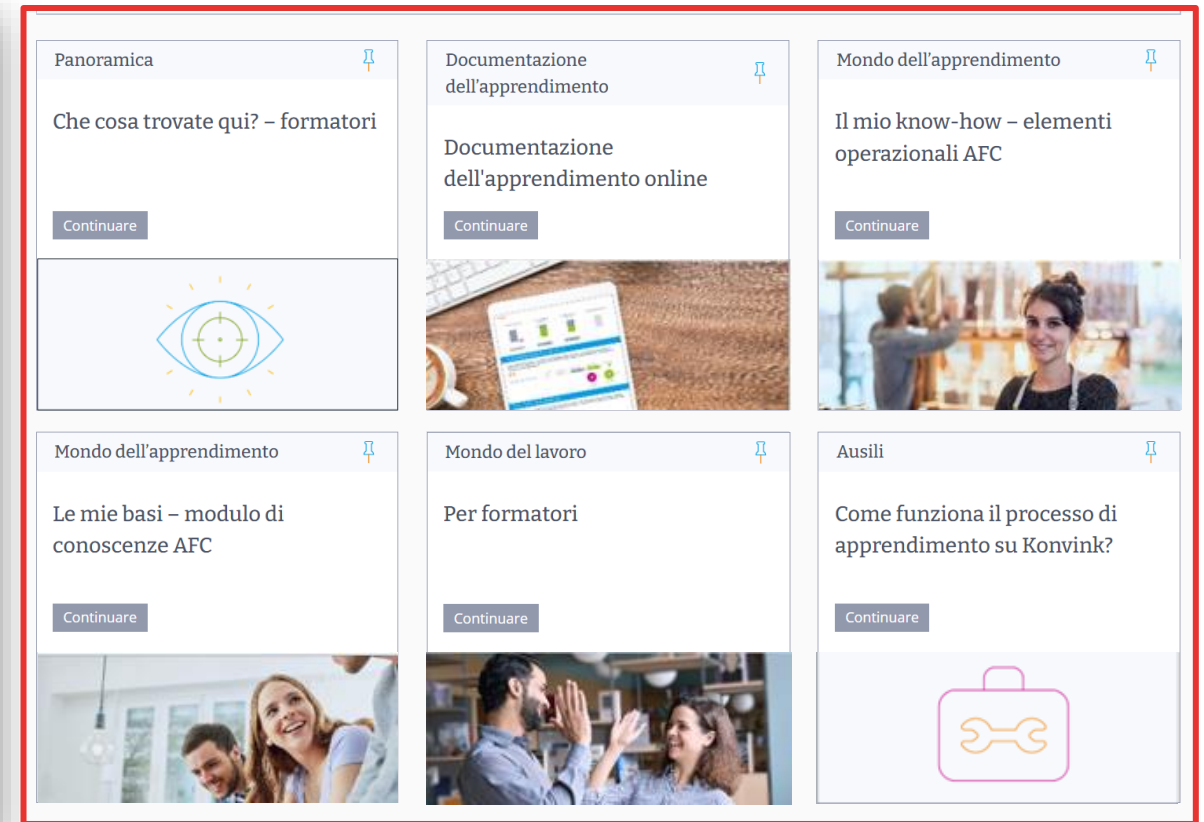 Panoramica
Che cosa trovate qui? – formatori
Continuare
Documentazione
dell’apprendimento
Documentazione
dell'apprendimento online
Continuare
Mondo dell’apprendimento
Il mio know-how – elementi
operazionali AFC
Continuare
Mondo dell’apprendimento
Le mie basi – modulo di
conoscenze AFC
Continuare
Mondo del lavoro
Per formatori
Continuare
Ausili
Come funziona il processo di
apprendimento su Konvink?
Continuare